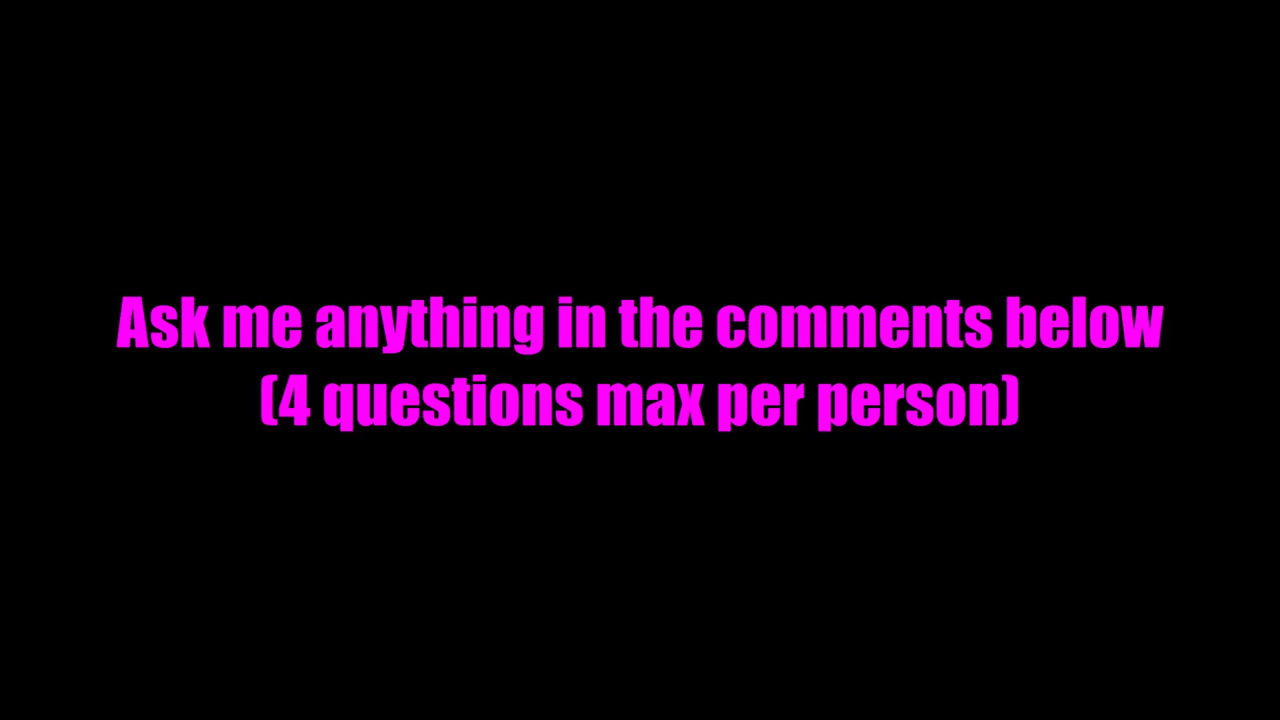 Ask me anything in the comments below
(4 questions max per person)